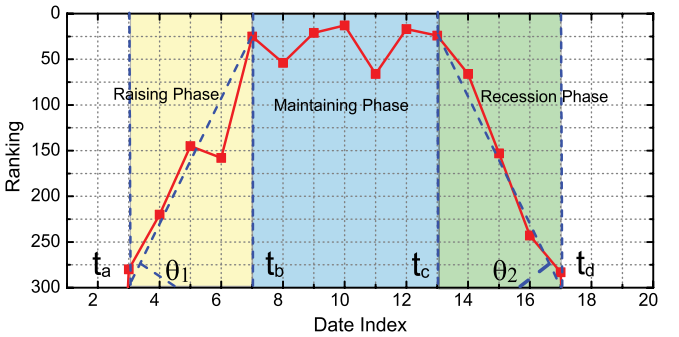 0
50
100
150
200
250
300
Ranking
Raising Phase
Maintaining Phase
Recession Phase
ta
θ1
tb
tc
θ2
td
2 4 6 8 10 12 14 16 18 20
Date Index